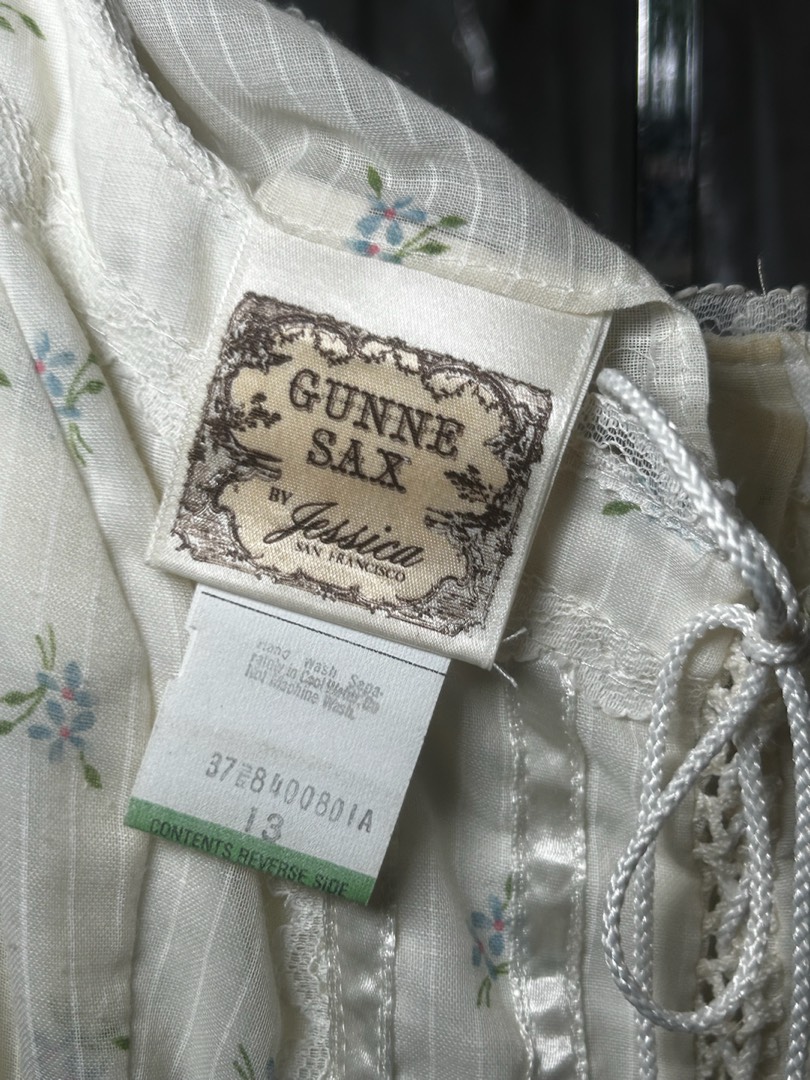 GUNNE
SAX
BY Jessica
SAN FRANCISCO
Hand Wash Sepa-
rately in Cool Water. Do
Not Machine Wash.
8400801A
13
CONTENTS REVERSE SIDE